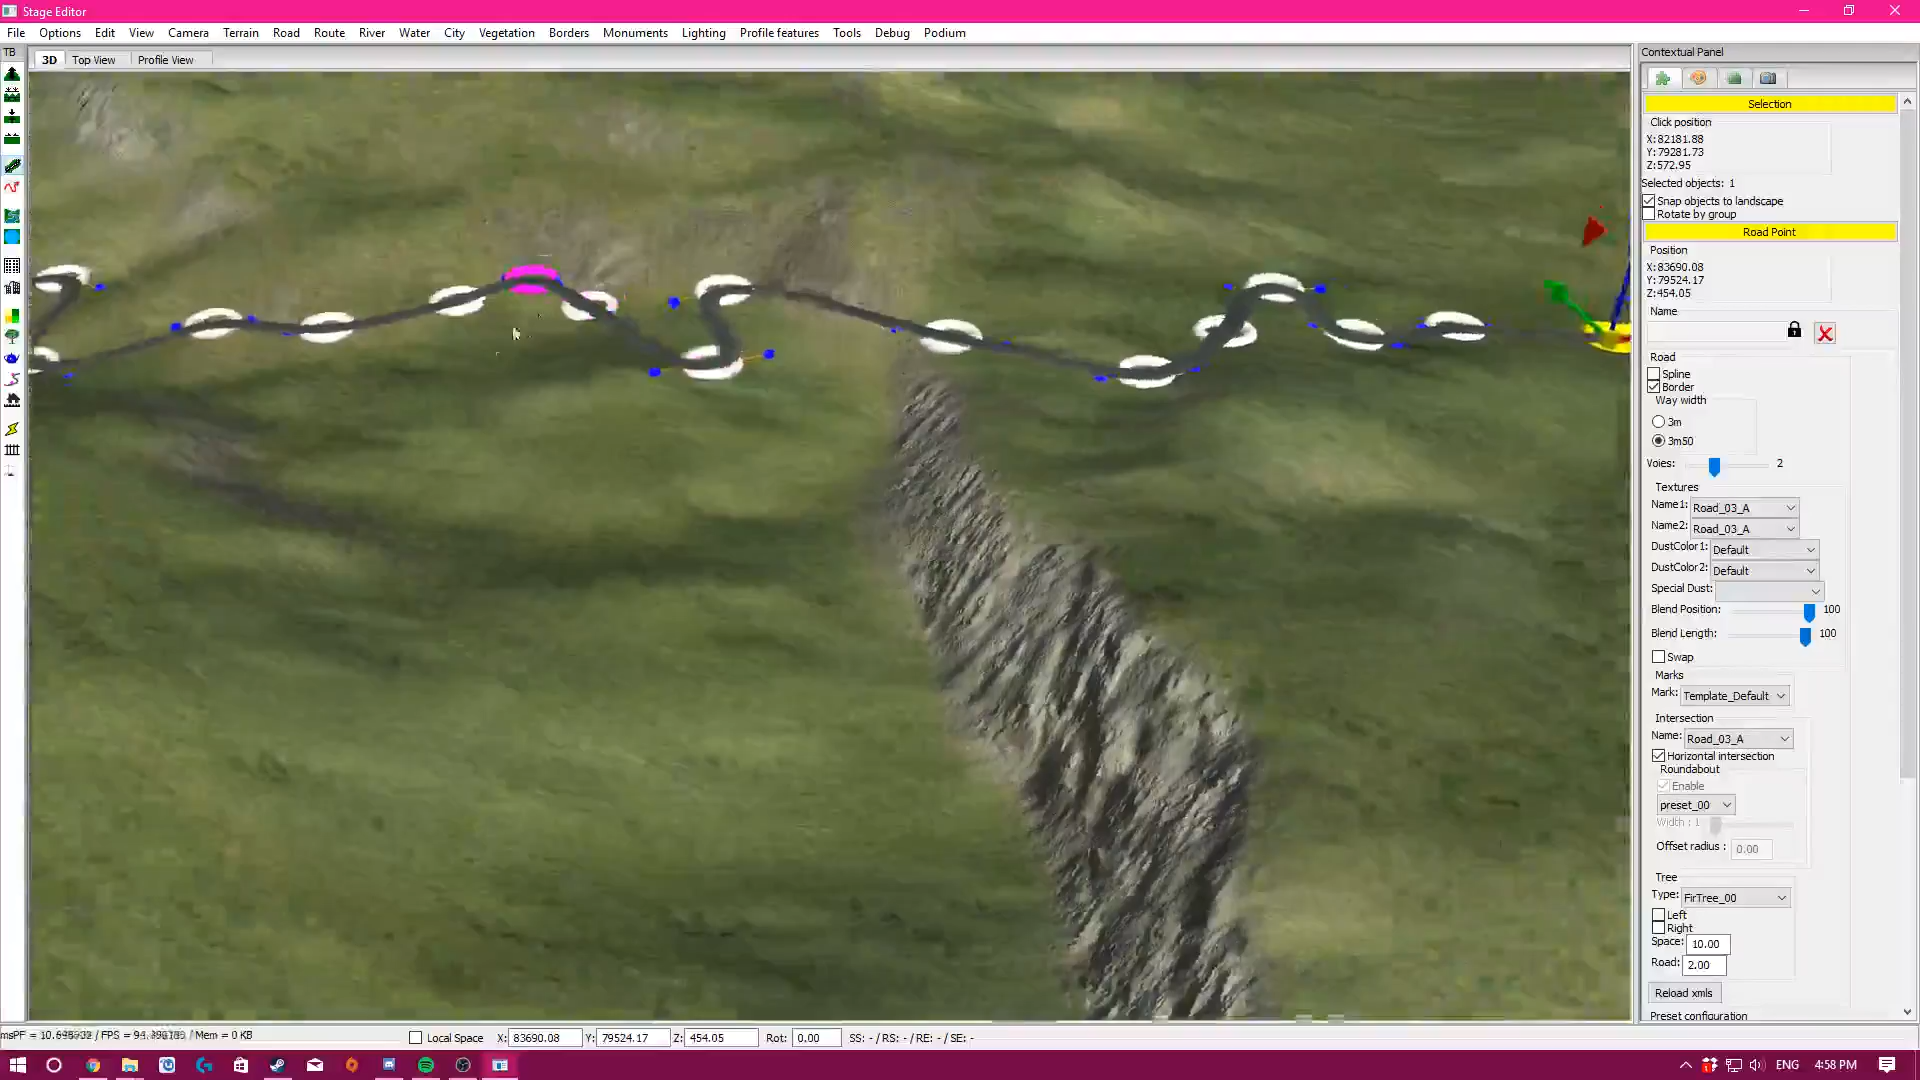 Stage Editor
File Options Edit View Camera Terrain Road Route River Water City Vegetation Borders Monuments Lighting Profile features Tools Debug Podium
TB
3D Top View Profile View
Contextual Panel
Selection
Click position
X:82181.88
Y:79281.73
Z:572.95
Selected objects: 1
Snap objects to landscape
Rotate by group
Road Point
Position
X:83690.08
Y:79524.17
Z:454.05
Name
Road
Spline
Border
Way width
3m
3m50
Voies: 2
Textures
Name1: Road_03_A
Name2: Road_03_A
DustColor1: Default
DustColor2: Default
Special Dust:
Blend Position: 100
Blend Length: 100
Swap
Marks
Mark: Template_Default
Intersection
Name: Road_03_A
Horizontal intersection
Roundabout
Enable
preset_00
Width : 1
Offset radius : 0.00
Tree
Type: FirTree_00
Left
Right
Space: 10.00
Road: 2.00
Reload xmls
Preset configuration
/ Mem = 0 KB Local Space X: 83690.08 Y: 79524.17 Z: 454.05 Rot: 0.00 SS: - / RS: - / RE: - / SE: -
ENG 4:58 PM